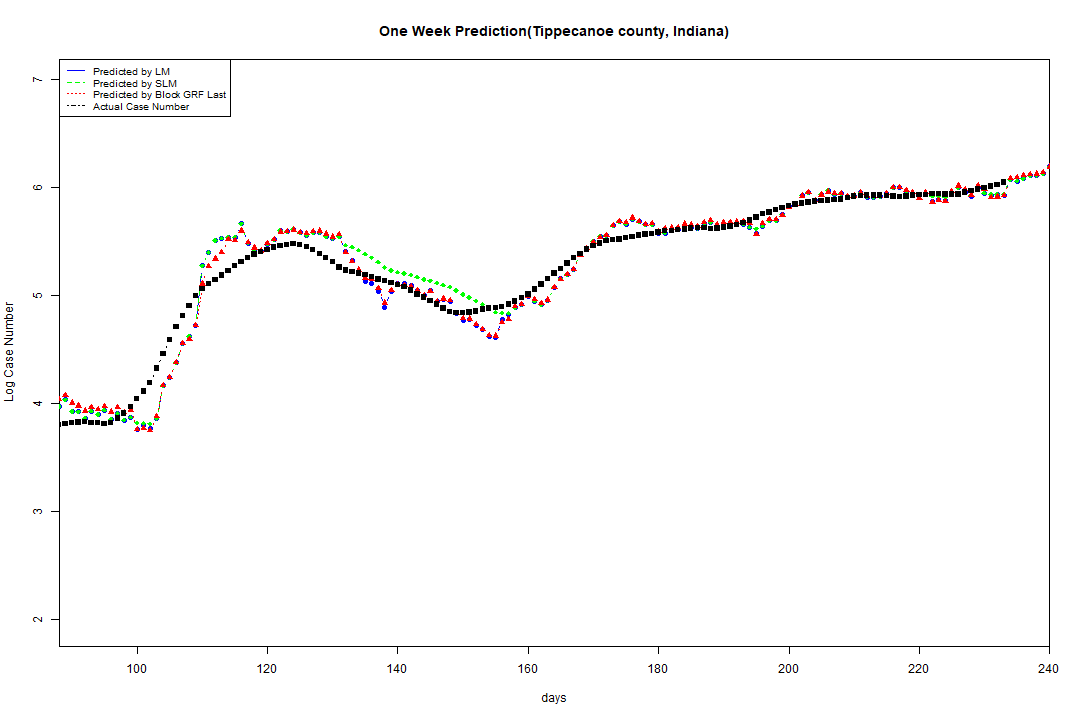 One Week Prediction(Tippecanoe county, Indiana)
Predicted by LM
Predicted by SLM
Predicted by Block GRF Last
Actual Case Number
7
6
5
4
3
2
Log Case Number
100 120 140 160 180 200 220 240
days